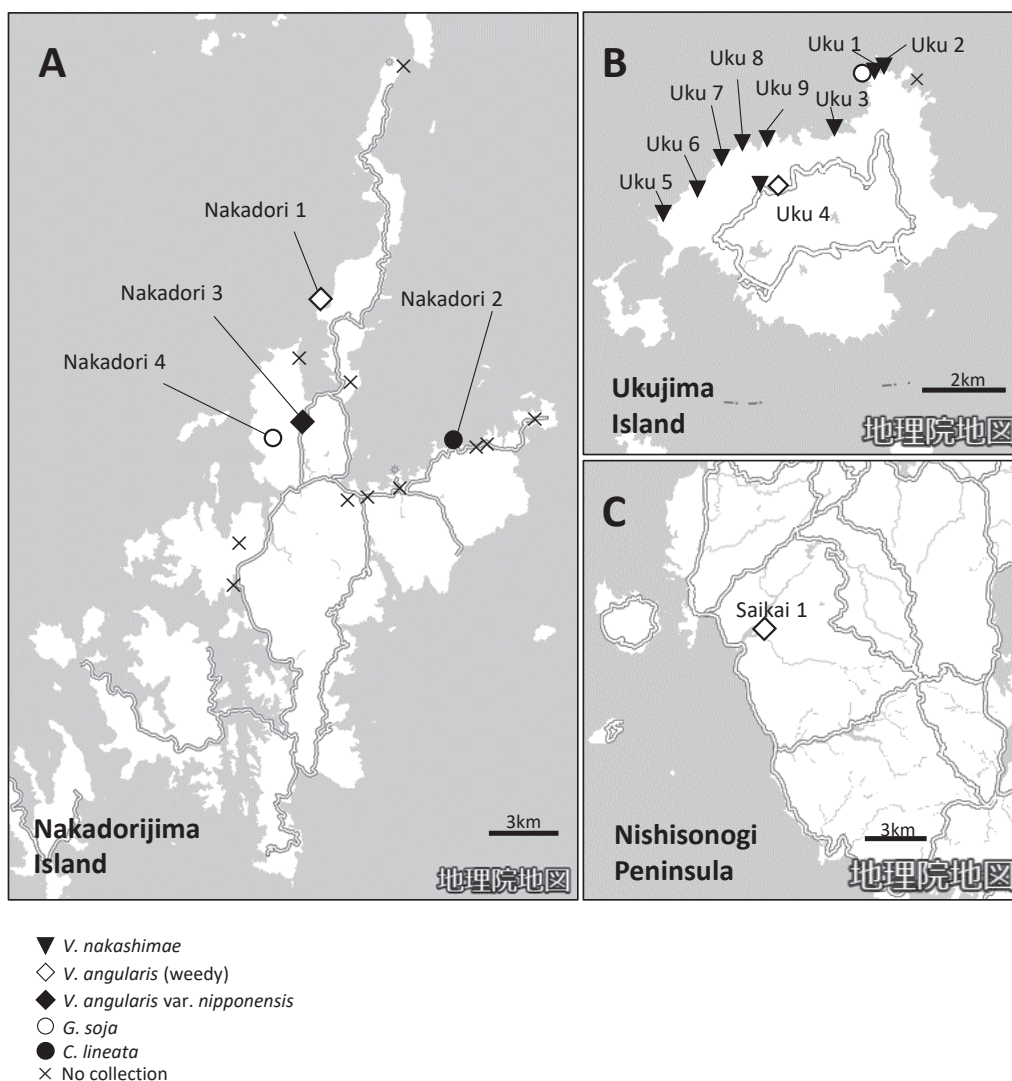 A
Nakadori 1
Nakadori 3
Nakadori 2
Nakadori 4
Nakadorijima
Island
3km
地理院地図
B
Uku 1
Uku 2
Uku 8
Uku 7
Uku 9
Uku 3
Uku 6
Uku 5
Uku 4
Ukujima
Island
2km
地理院地図
C
Saikai 1
Nishisonogi
Peninsula
3km
地理院地図
V. nakashimae
V. angularis (weedy)
V. angularis var. nipponensis
G. soja
C. lineata
No collection